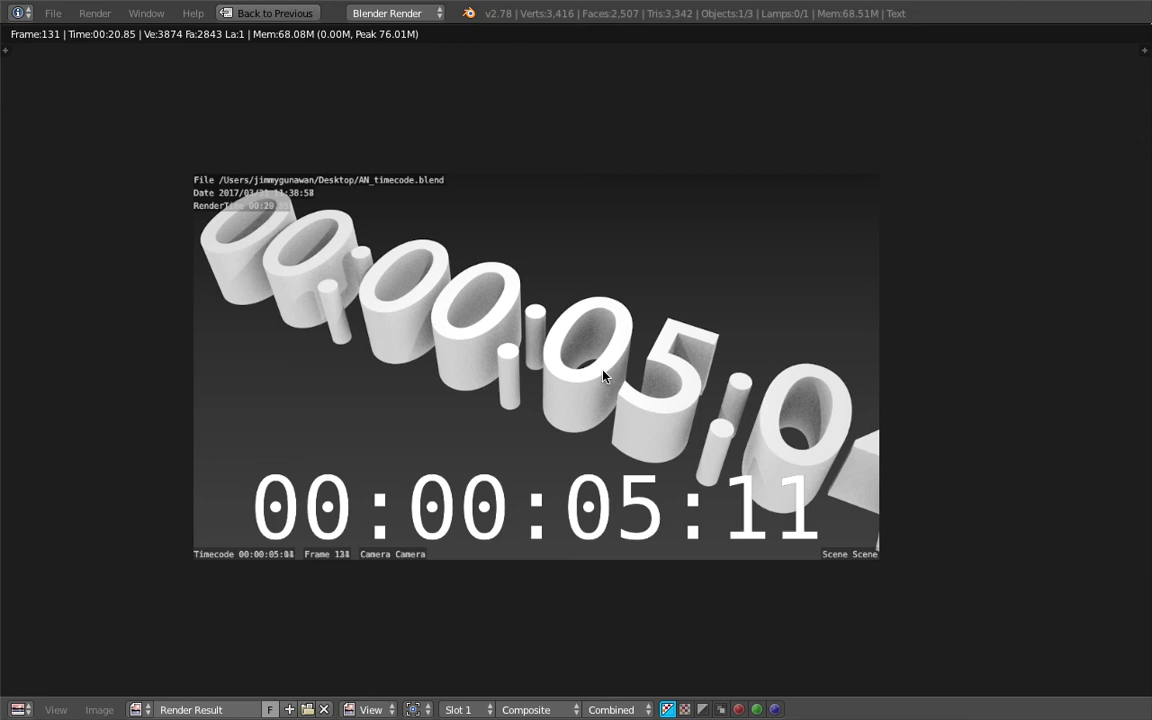 File Render Window Help Back to Previous Blender Render v2.78 | Verts:3,416 | Faces:2,507 | Tris:3,342 | Objects:1/3 | Lamps:0/1 | Mem:68.51M | Text
Frame:131 | Time:00:20.85 | Ve:3874 Fa:2843 La:1 | Mem:68.08M (0.00M, Peak 76.01M)
File /Users/jimmygunawan/Desktop/AN_timecode.blend
Date
RenderTime
00:00:05:0
00:00:05:11
Timecode Frame Camera Camera Scene Scene
View Image Render Result F View Slot 1 Composite Combined